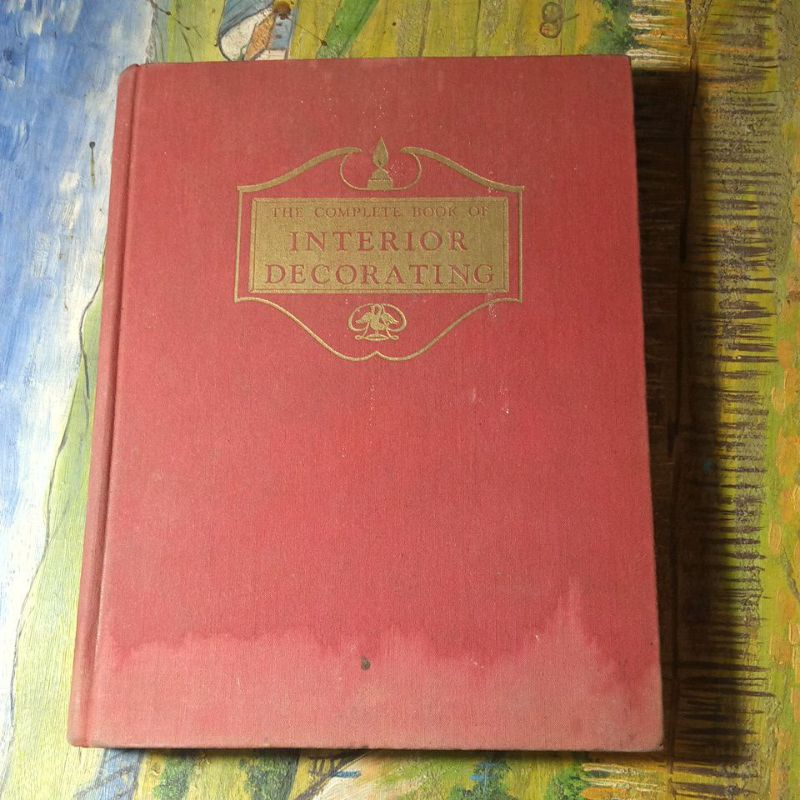 THE COMPLETE BOOK OF
INTERIOR
DECORATING